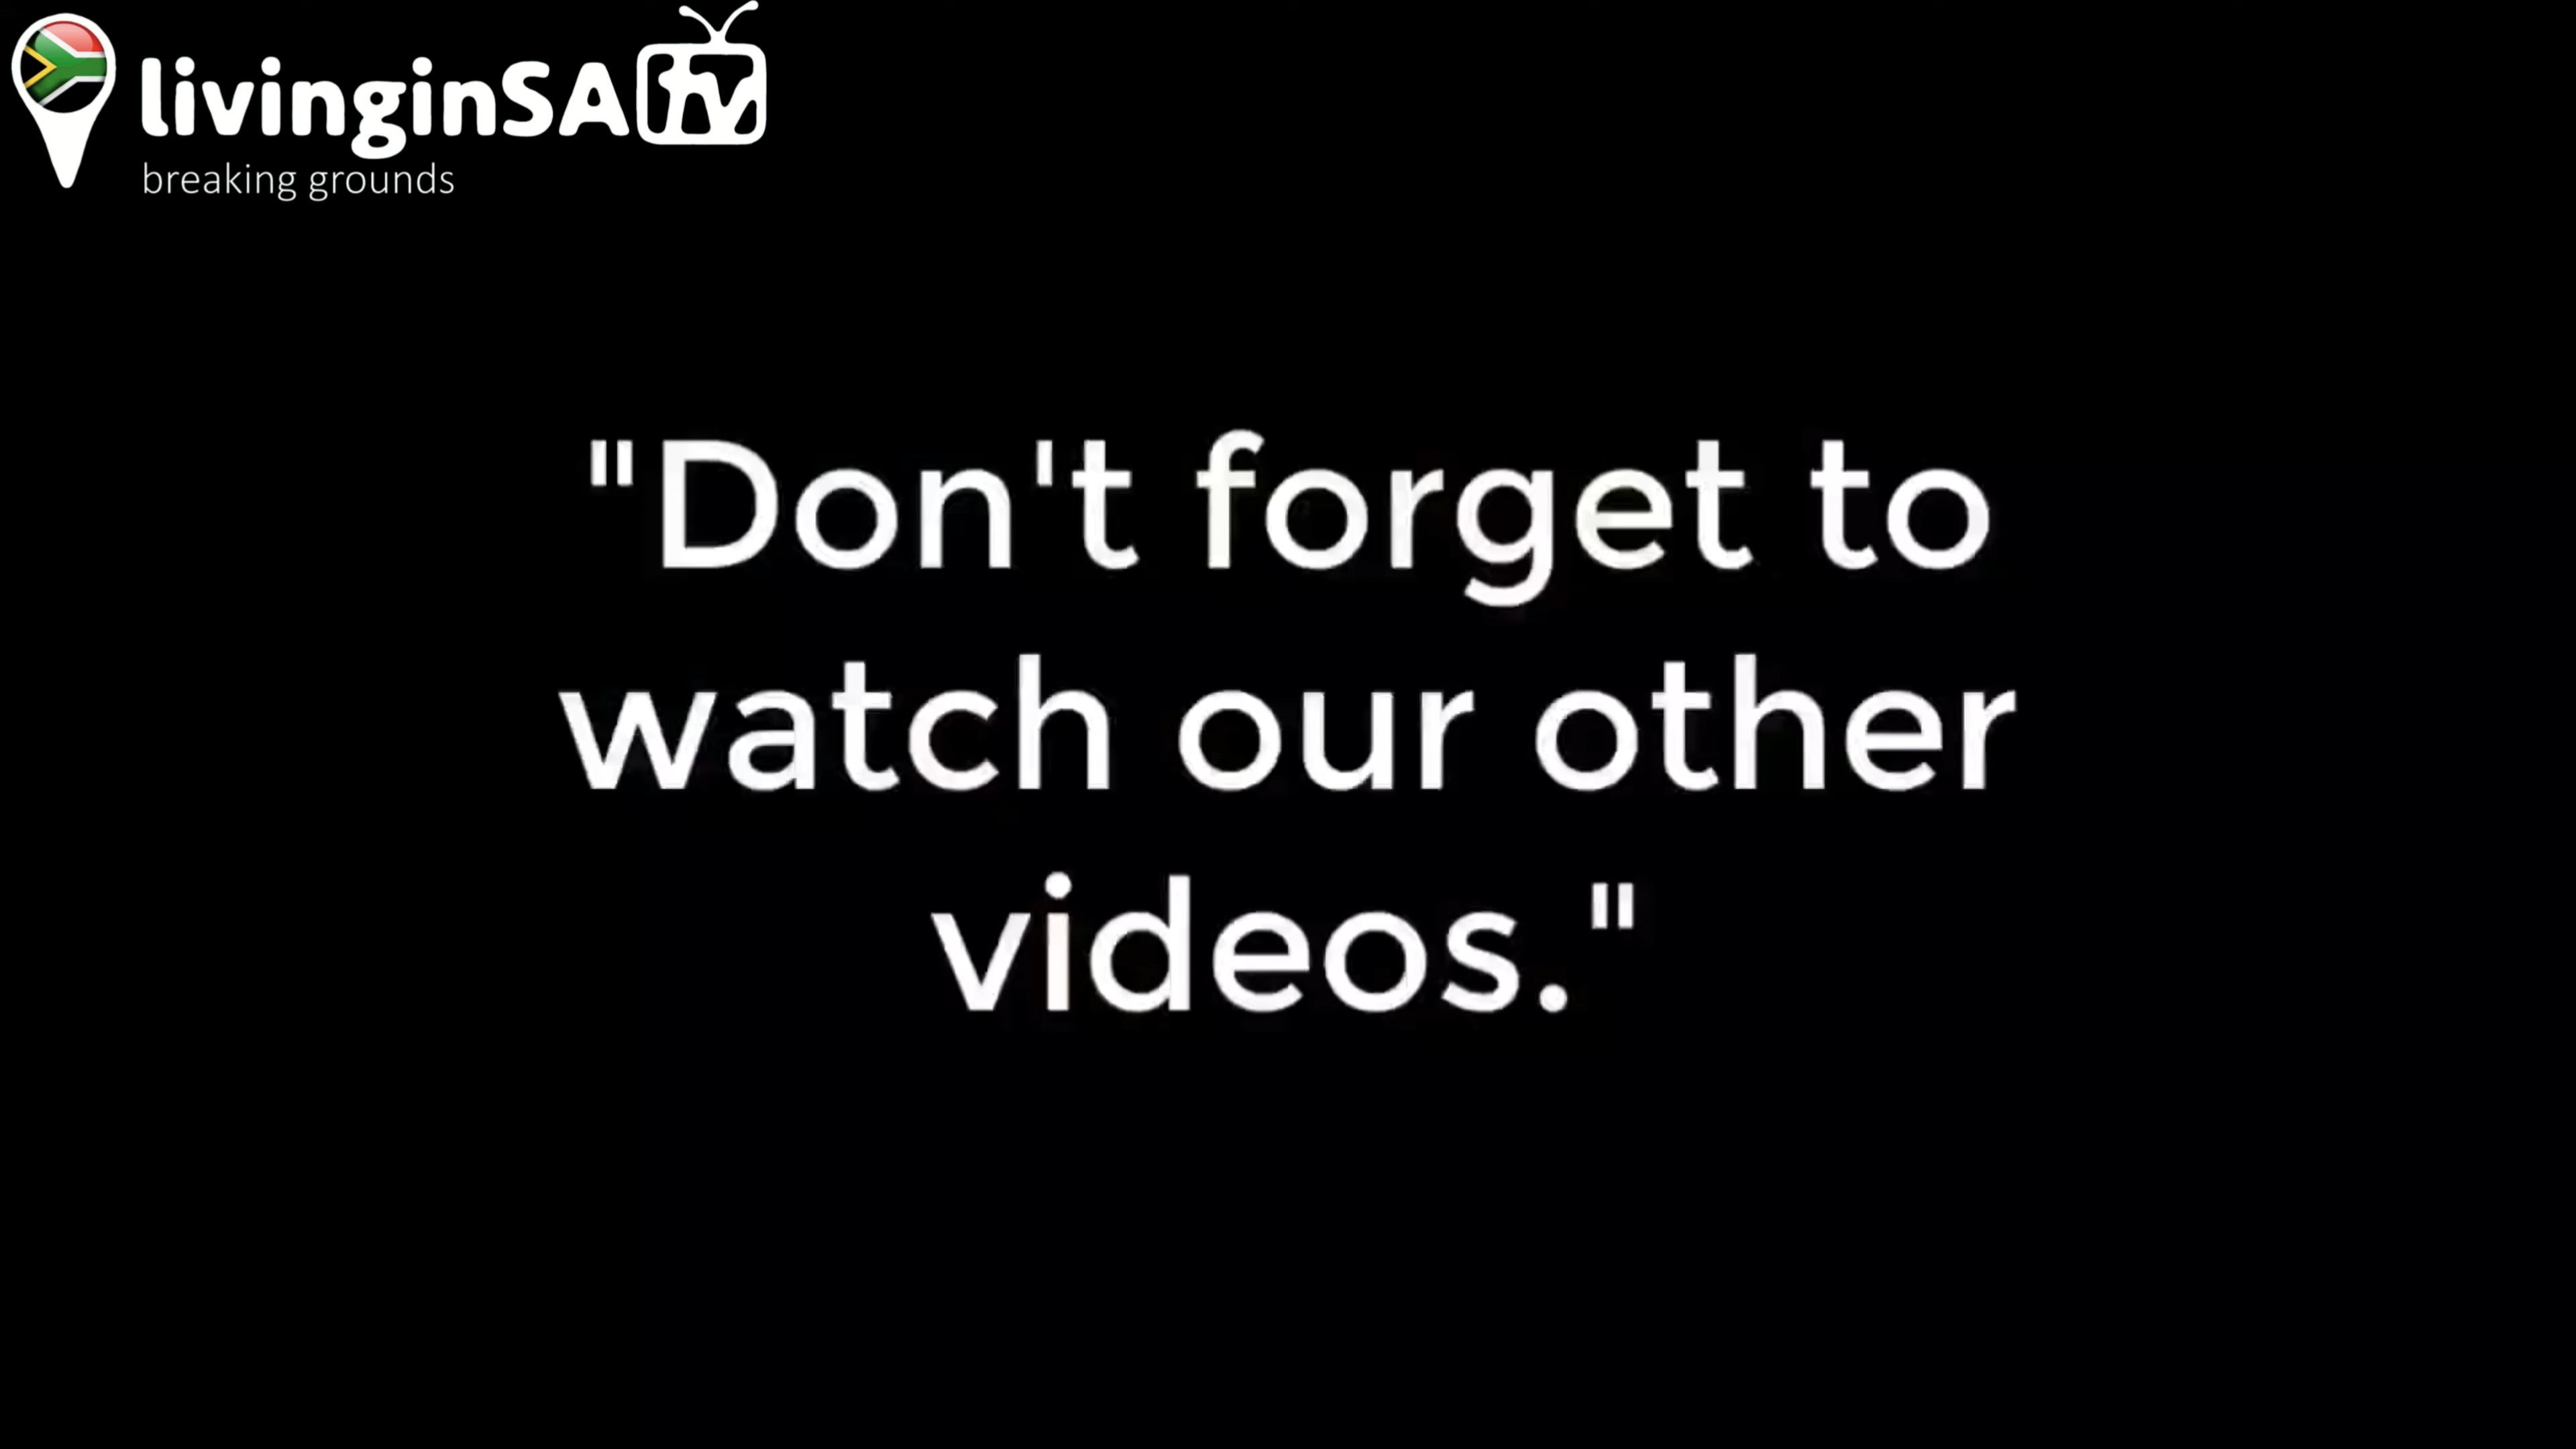 livinginSA tv
breaking grounds
"Don't forget to
watch our other
videos."